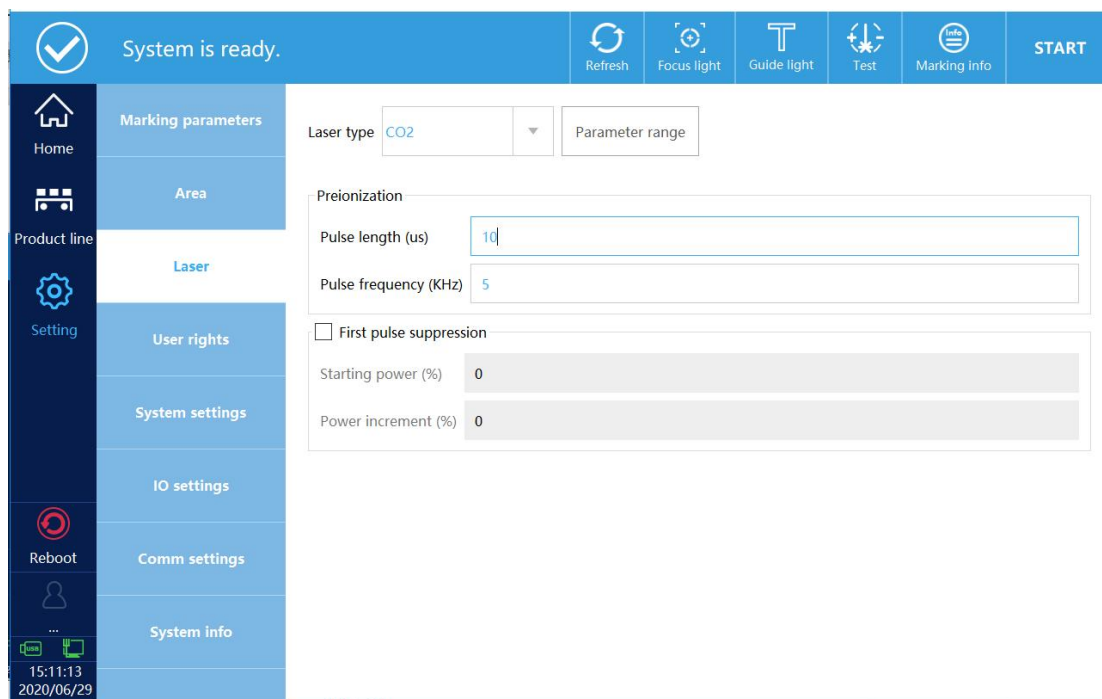 System is ready.
Refresh
Focus light
Guide light
Test
Info
Marking info
START
Home
Product line
Setting
Reboot
...
usb
15:11:13
2020/06/29
Marking parameters
Area
Laser
User rights
System settings
IO settings
Comm settings
System info
Laser type CO2
Parameter range
Preionization
Pulse length (us) 10
Pulse frequency (KHz) 5
First pulse suppression
Starting power (%) 0
Power increment (%) 0